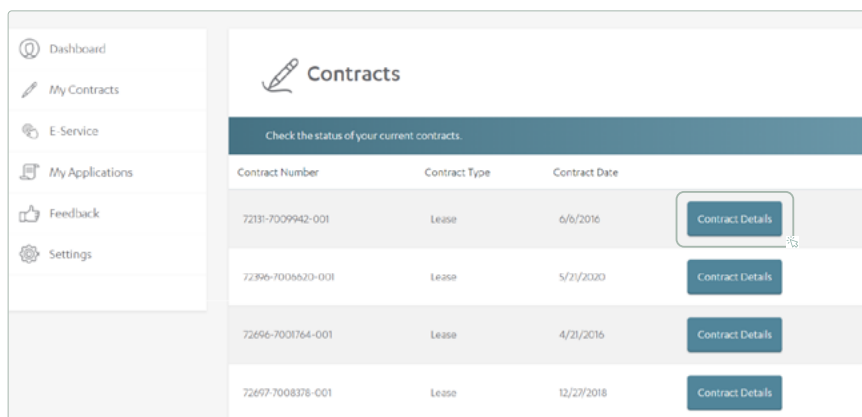 Dashboard
My Contracts
E-Service
My Applications
Feedback
Settings
Contracts
Check the status of your current contracts.
Contract Number Contract Type Contract Date
72131-7009942-001 Lease 6/6/2016 Contract Details
72396-7006620-001 Lease 5/21/2020 Contract Details
72696-7001764-001 Lease 4/21/2016 Contract Details
72697-7008378-001 Lease 12/27/2018 Contract Details